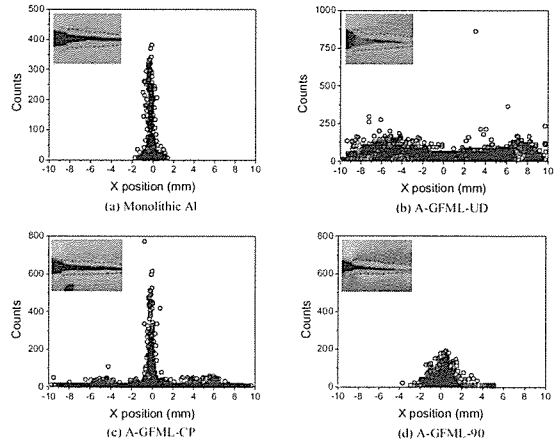 500
400
300
200
100
0
Counts
-10 -8 -6 -4 -2 0 2 4 6 8 10
X position (mm)
(a) Monolithic Al
1000
750
500
250
0
Counts
-10 -8 -6 -4 -2 0 2 4 6 8 10
X position (mm)
(b) A-GFML-UD
800
600
400
200
0
Counts
-10 -8 -6 -4 -2 0 2 4 6 8 10
X position (mm)
(c) A-GFML-CP
800
600
400
200
0
Counts
-10 -8 -6 -4 -2 0 2 4 6 8 10
X position (mm)
(d) A-GFML-90